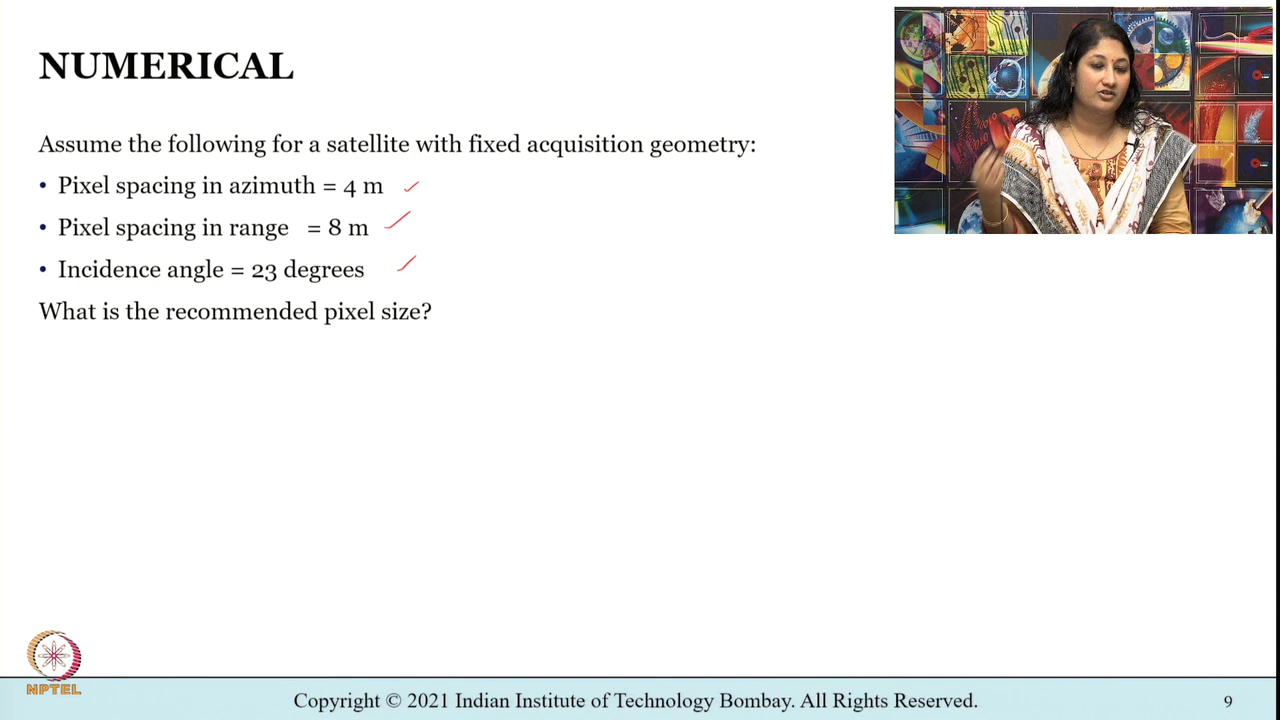 NUMERICAL
Assume the following for a satellite with fixed acquisition geometry:
• Pixel spacing in azimuth = 4 m
• Pixel spacing in range = 8 m
• Incidence angle = 23 degrees
What is the recommended pixel size?
NPTEL
Copyright © 2021 Indian Institute of Technology Bombay. All Rights Reserved.
9